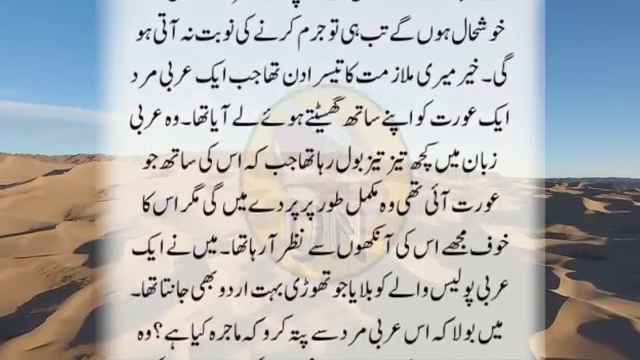 خوشحال ہوں گے تب ہی تو جرم کرنے کی نوبت نہ آتی ہو
گی۔ خیر میری ملازمت کا تیسرا دن تھا جب ایک عربی مرد
ایک عورت کو اپنے ساتھ گھسیٹتے ہوئے لے آیا تھا۔ وہ عربی
زبان میں کچھ تیز تیز بول رہا تھا جب کہ اس کی ساتھ جو
عورت آئی تھی وہ مکمل طور پر پردے میں گی مگر اس کا
خوف مجھے اس کی آنکھوں سے نظر آ رہا تھا۔ میں نے ایک
عربی پولیس والے کو بلایا جو تھوڑی بہت اردو بھی جانتا تھا۔
میں بولا کہ اس عربی مرد سے پتہ کرو کہ ماجرہ کیا ہے؟ وہ